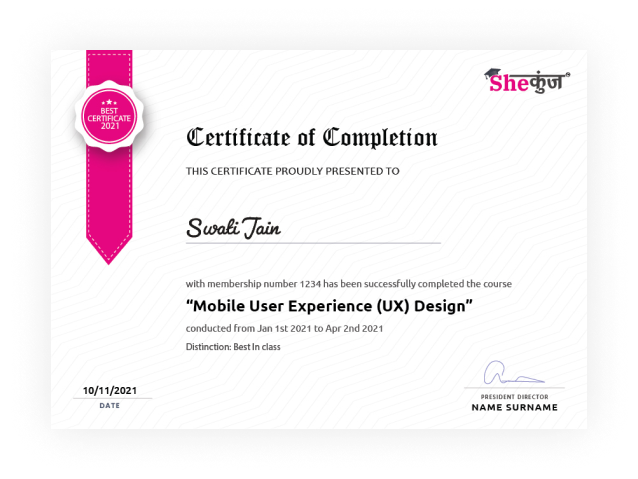 Sheकुंज
BEST
CERTIFICATE
2021
Certificate of Completion
THIS CERTIFICATE PROUDLY PRESENTED TO
Swati Jain
with membership number 1234 has been successfully completed the course
“Mobile User Experience (UX) Design”
conducted from Jan 1st 2021 to Apr 2nd 2021
Distinction: Best In class
10/11/2021
DATE
PRESIDENT DIRECTOR
NAME SURNAME